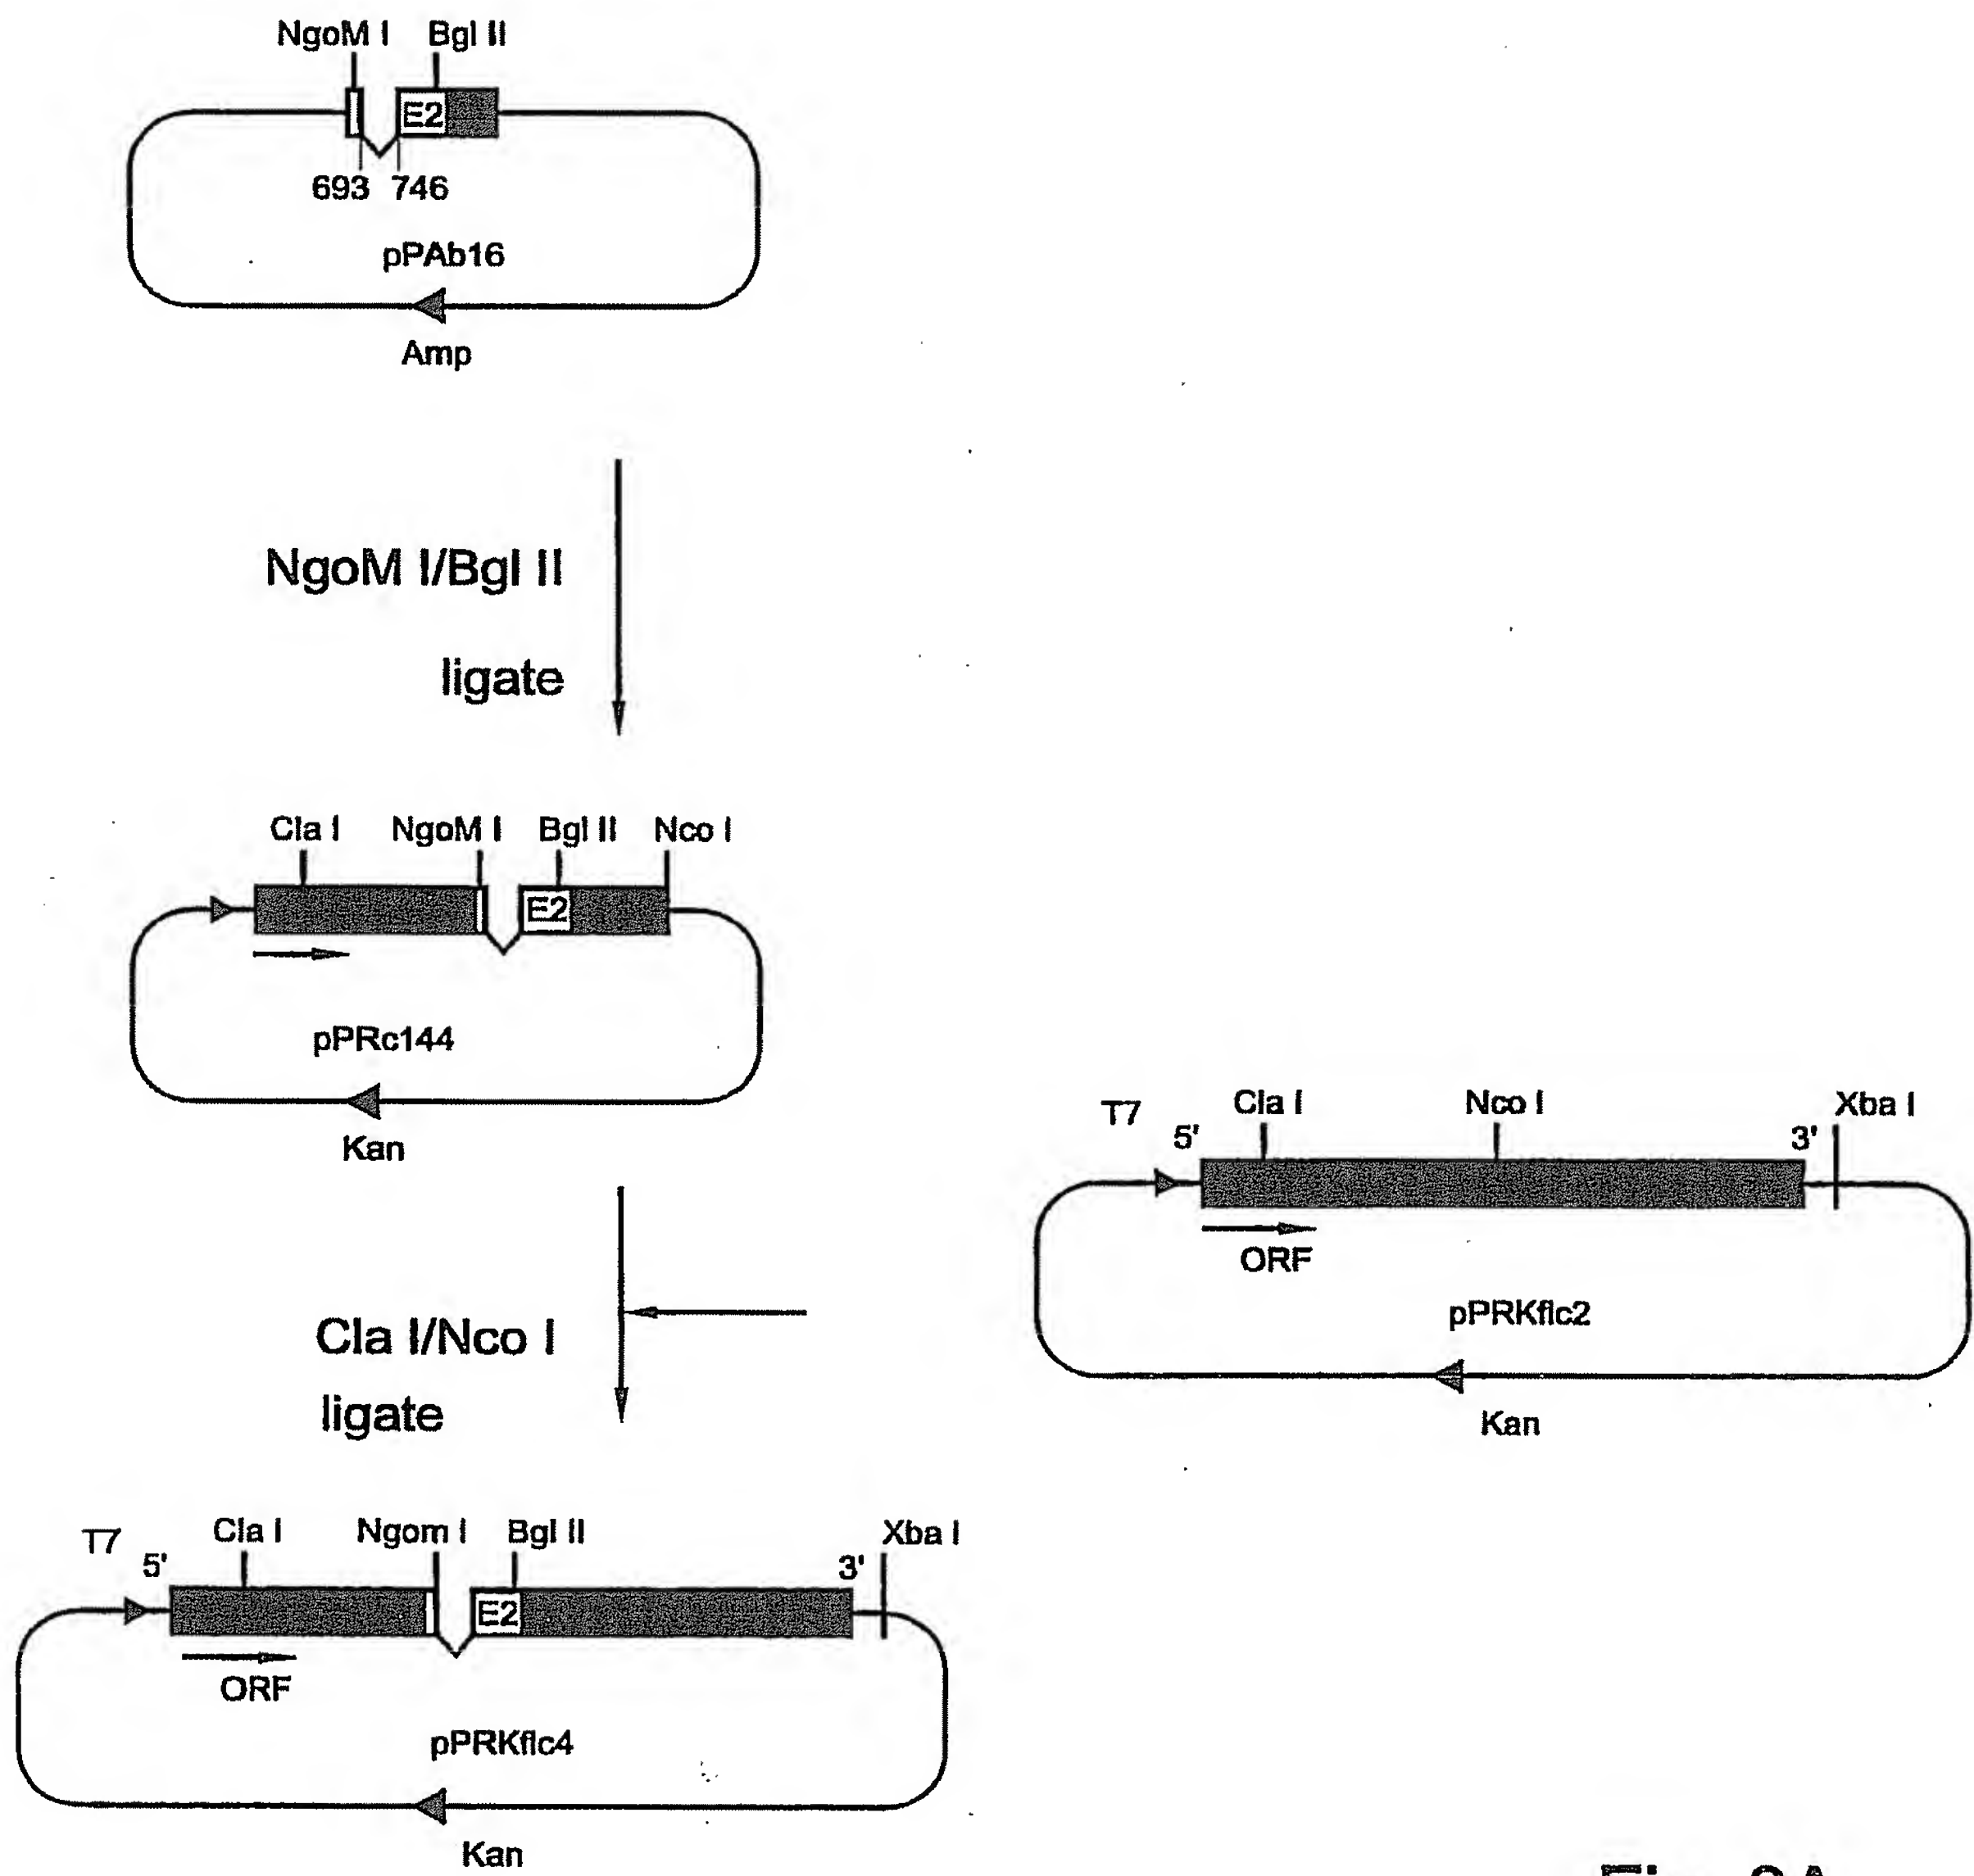 NgoM I Bgl II
E2
693 746
pPAb16
Amp
NgoM I/Bgl II
ligate
Cla I NgoM I Bgl II Nco I
E2
pPRc144
Kan
T7 5' Cla I Nco I 3' Xba I
ORF
pPRKflc2
Kan
Cla I/Nco I
ligate
T7 5' Cla I Ngom I Bgl II 3' Xba I
E2
ORF
pPRKflc4
Kan